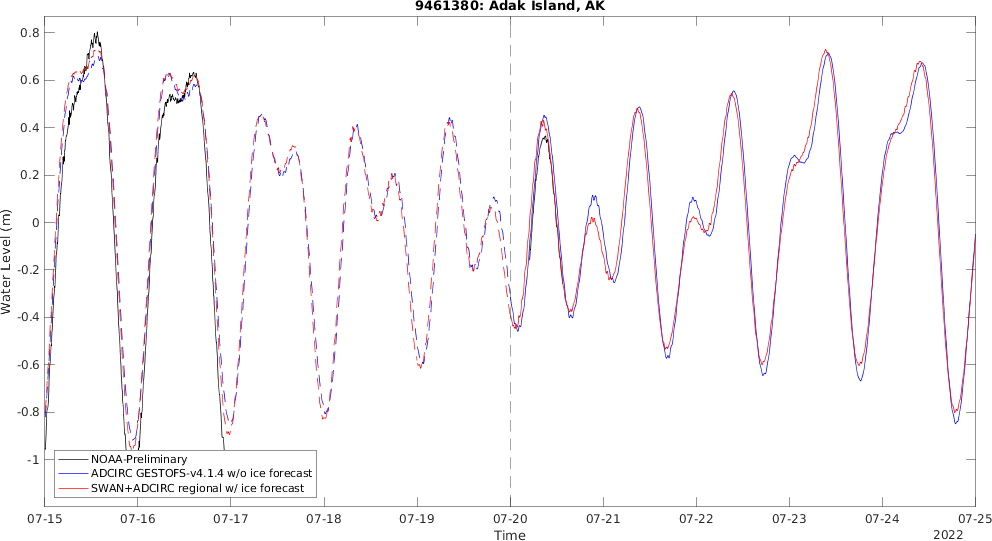 9461380: Adak Island, AK
Water Level (m)
0.8
0.6
0.4
0.2
0
-0.2
-0.4
-0.6
-0.8
-1
NOAA-Preliminary
ADCIRC GESTOFS-v4.1.4 w/o ice forecast
SWAN+ADCIRC regional w/ ice forecast
07-15 07-16 07-17 07-18 07-19 07-20 07-21 07-22 07-23 07-24 07-25
Time
2022